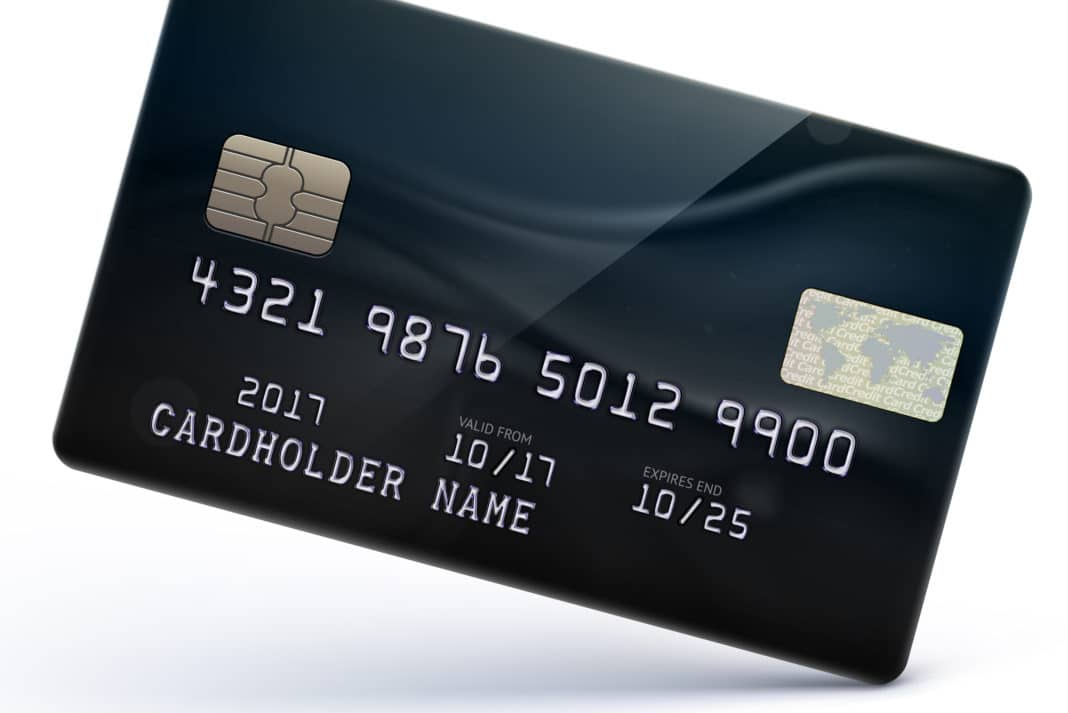 4321 9876 5012 9900
2017
VALID FROM
10/17
EXPIRES END
10/25
CARDHOLDER NAME